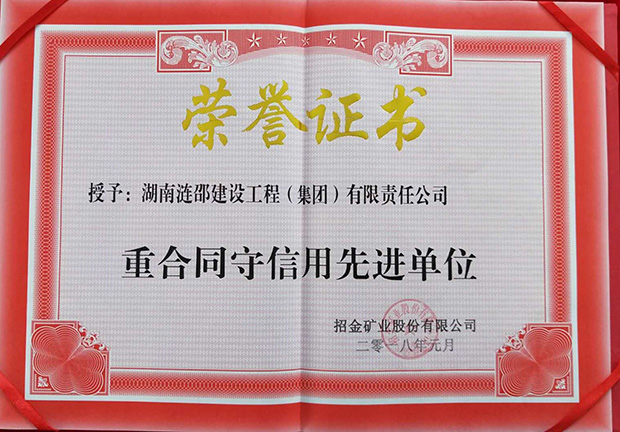 荣誉证书
授予：湖南涟邵建设工程（集团）有限责任公司
重合同守信用先进单位
招金矿业股份有限公司
二零一八年元月